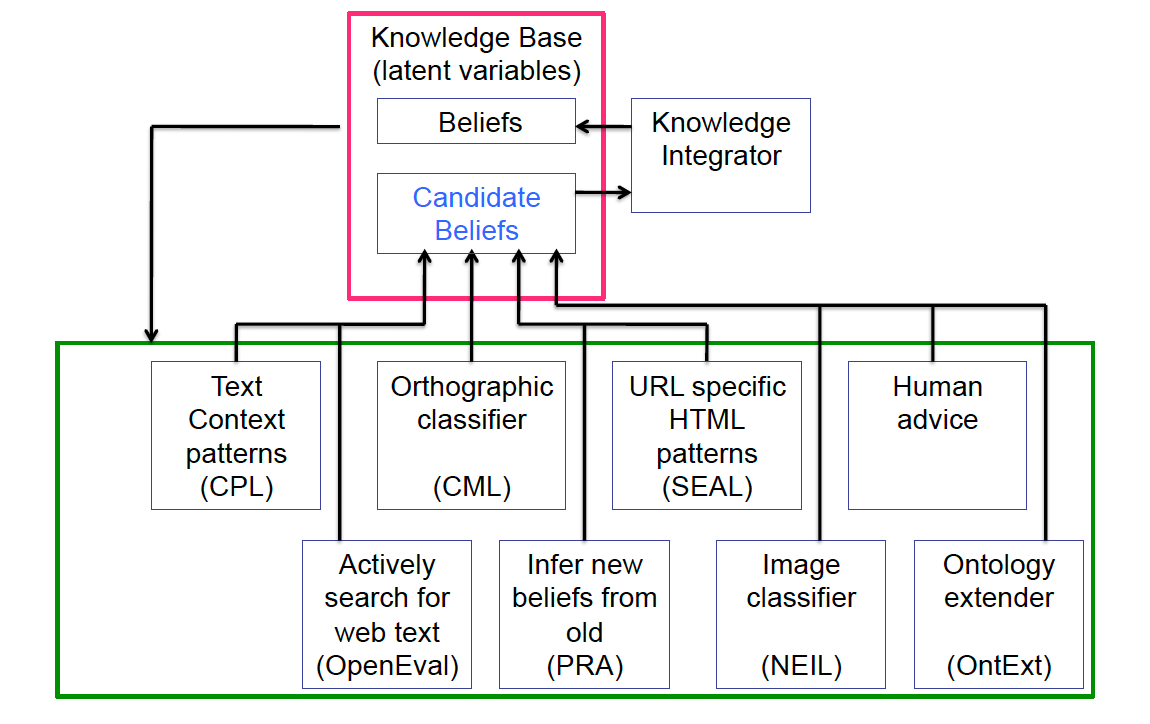 Knowledge Base
(latent variables)
Beliefs
Candidate
Beliefs
Knowledge
Integrator
Text
Context
patterns
(CPL)
Orthographic
classifier
(CML)
URL specific
HTML
patterns
(SEAL)
Human
advice
Actively
search for
web text
(OpenEval)
Infer new
beliefs from
old
(PRA)
Image
classifier
(NEIL)
Ontology
extender
(OntExt)